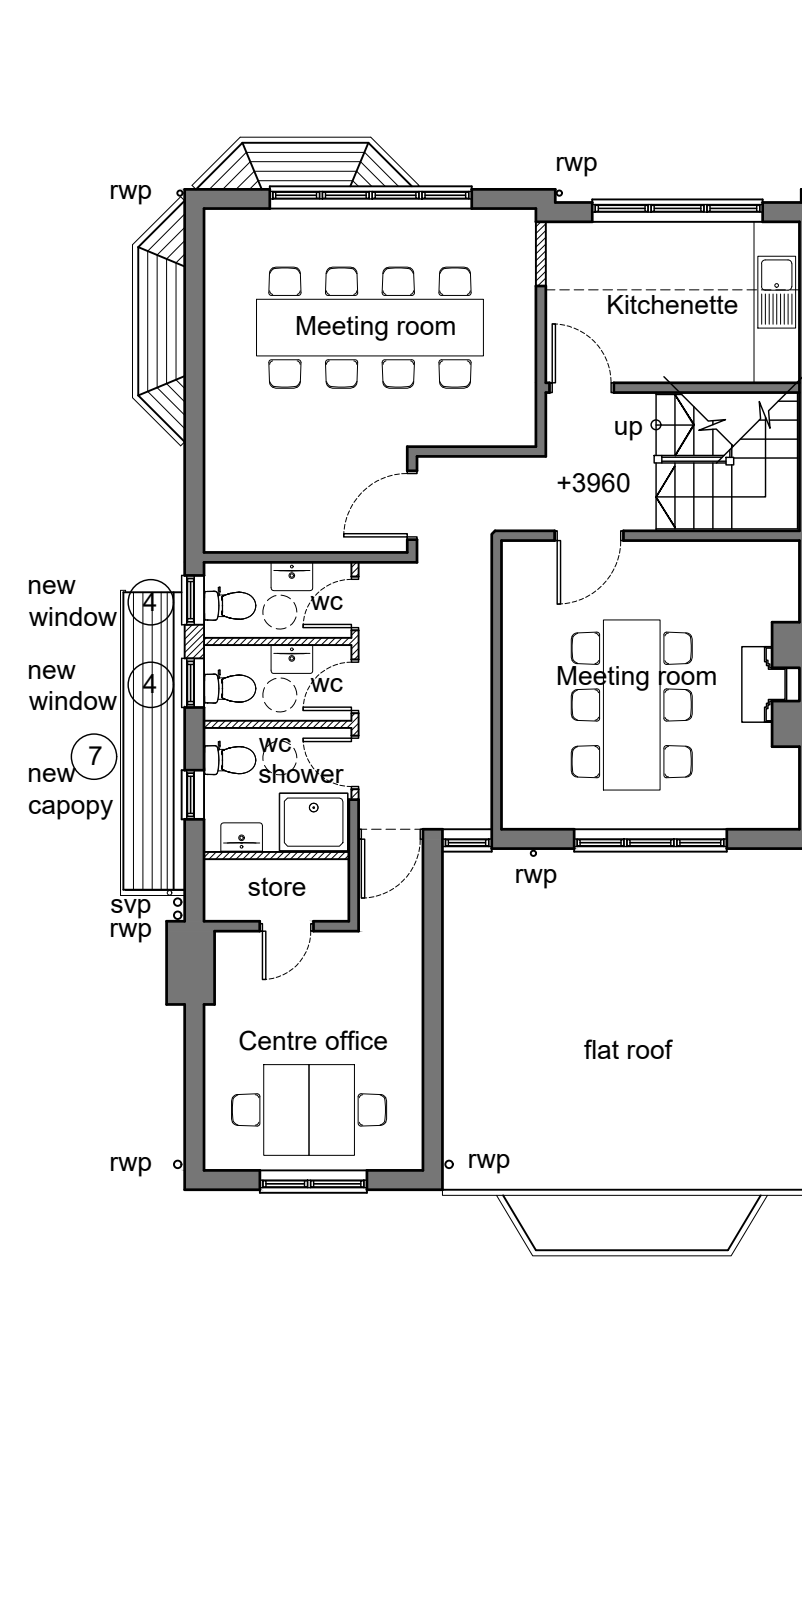 rwp
rwp
Meeting room
Kitchenette
up
+3960
new
window
4
wc
new
window
4
wc
Meeting room
7
new
capopy
wc
shower
svp
rwp
store
rwp
Centre office
flat roof
rwp
rwp